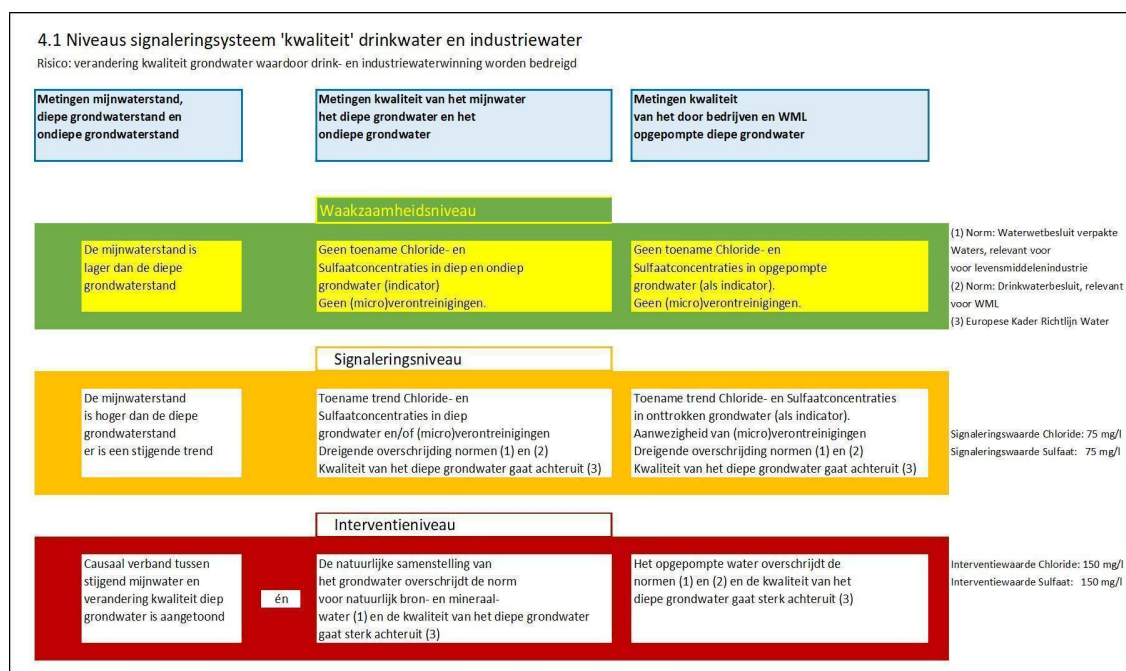 4.1 Niveaus signaleringsysteem 'kwaliteit' drinkwater en industriewater
Risico: verandering kwaliteit grondwater waardoor drink- en industriewaterwinning worden bedreigd
Metingen mijnwaterstand,
diepe grondwaterstand en
ondiepe grondwaterstand
Metingen kwaliteit van het mijnwater
het diepe grondwater en het
ondiepe grondwater
Metingen kwaliteit
van het door bedrijven en WML
opgepompte diepe grondwater
Waakzaamheidsniveau
De mijnwaterstand is
lager dan de diepe
grondwaterstand
Geen toename Chloride- en
Sulfaatconcentraties in diep en ondiep
grondwater (indicator)
Geen (micro)verontreinigingen.
Geen toename Chloride- en
Sulfaatconcentraties in opgepompte
grondwater (als indicator).
Geen (micro)verontreinigingen.
(1) Norm: Waterwetbesluit verpakte
Waters, relevant voor
voor levensmiddelenindustrie
(2) Norm: Drinkwaterbesluit, relevant
voor WML
(3) Europese Kader Richtlijn Water
Signaleringsniveau
De mijnwaterstand
is hoger dan de diepe
grondwaterstand
er is een stijgende trend
Toename trend Chloride- en
Sulfaatconcentraties in diep
grondwater en/of (micro)verontreinigingen
Dreigende overschrijding normen (1) en (2)
Kwaliteit van het diepe grondwater gaat achteruit (3)
Toename trend Chloride- en Sulfaatconcentraties
in onttrokken grondwater (als indicator).
Aanwezigheid van (micro)verontreinigingen
Dreigende overschrijding normen (1) en (2)
Kwaliteit van het diepe grondwater gaat achteruit (3)
Signaleringswaarde Chloride: 75 mg/l
Signaleringswaarde Sulfaat: 75 mg/l
Interventieniveau
Causaal verband tussen
stijgend mijnwater en
verandering kwaliteit diep
grondwater is aangetoond
én
De natuurlijke samenstelling van
het grondwater overschrijdt de norm
voor natuurlijk bron- en mineraal-
water (1) en de kwaliteit van het diepe grondwater
gaat sterk achteruit (3)
Het opgepompte water overschrijdt de
normen (1) en (2) en de kwaliteit van het
diepe grondwater gaat sterk achteruit (3)
Interventiewaarde Chloride: 150 mg/l
Interventiewaarde Sulfaat: 150 mg/l